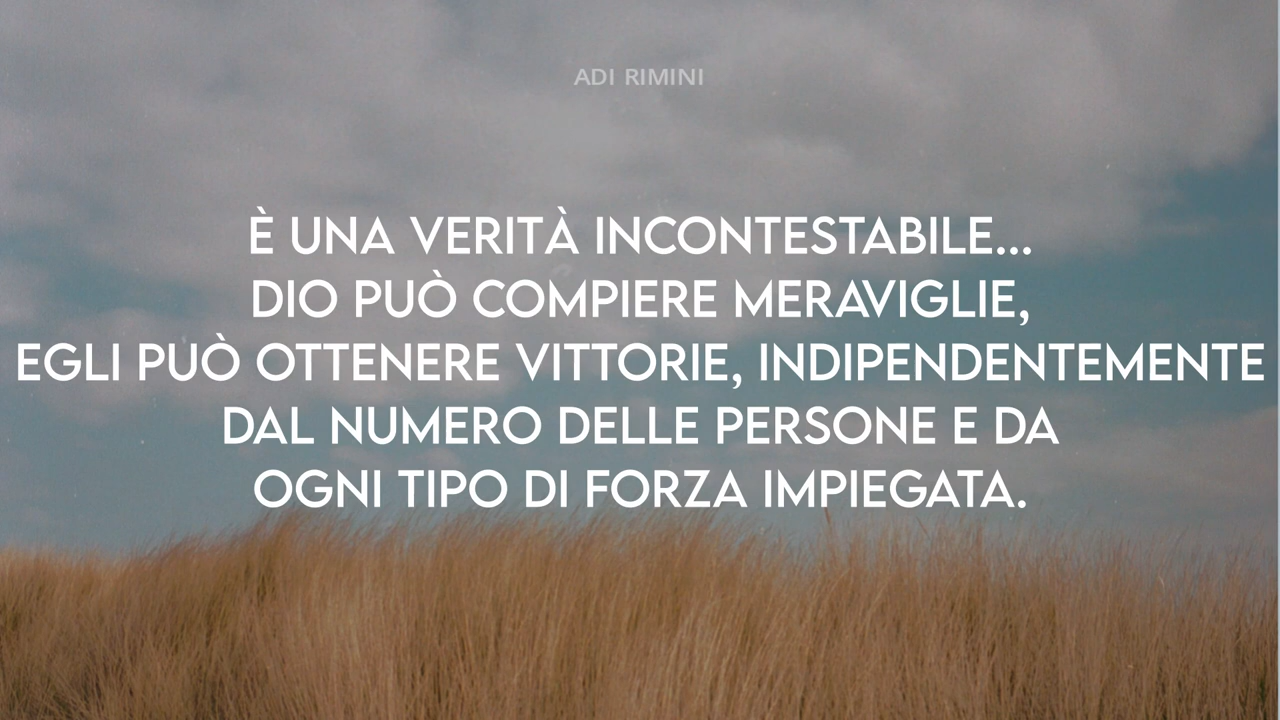 ADI RIMINI
È UNA VERITÀ INCONTESTABILE...
DIO PUÒ COMPIERE MERAVIGLIE,
EGLI PUÒ OTTENERE VITTORIE, INDIPENDENTEMENTE
DAL NUMERO DELLE PERSONE E DA
OGNI TIPO DI FORZA IMPIEGATA.